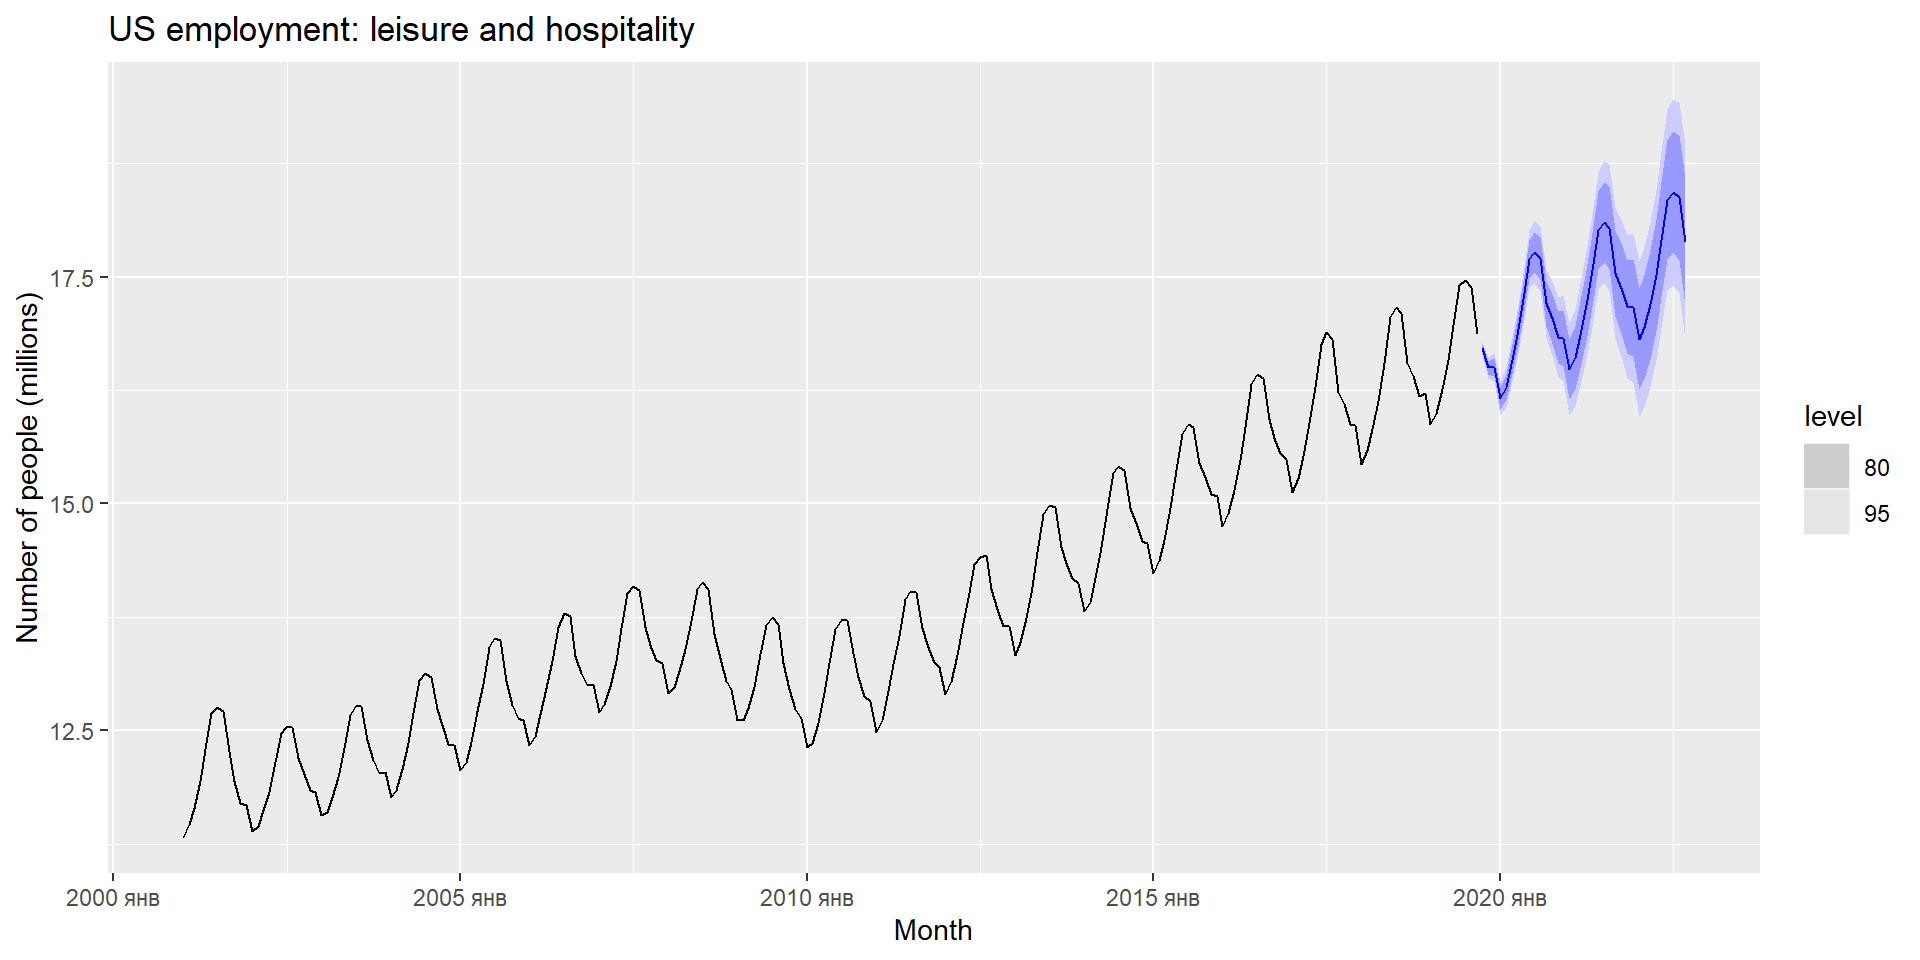 US employment: leisure and hospitality
Number of people (millions)
17.5
15.0
12.5
2000 янв
2005 янв
2010 янв
2015 янв
2020 янв
Month
level
80
95